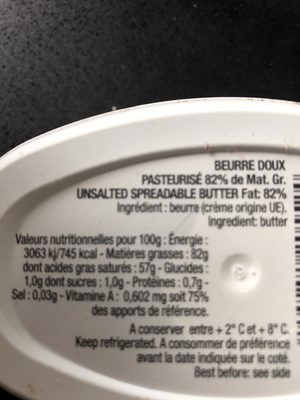 BEURRE DOUX
PASTEURISÉ 82% de Mat. Gr.
UNSALTED SPREADABLE BUTTER Fat: 82%
Ingrédient : beurre (crème origine UE).
Ingredient: butter
Valeurs nutritionnelles pour 100g : Énergie :
3063 kj/745 kcal - Matières grasses : 82g
dont acides gras saturés : 57g - Glucides :
1,0g dont sucres : 1,0g - Protéines : 0,7g -
Sel : 0,03g - Vitamine A : 0,602 mg soit 75%
des apports de référence.
A conserver entre +2° C et +8° C.
Keep refrigerated. A consommer de préférence
avant la date indiquée sur le coté.
Best before: see side